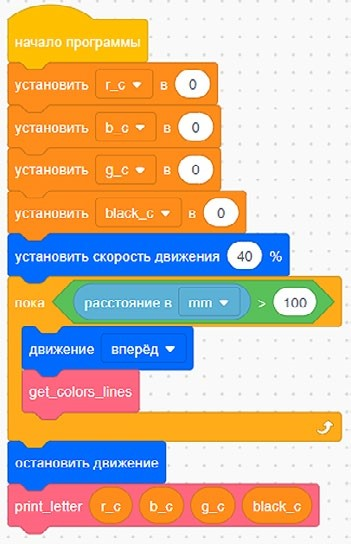 начало программы
установить r_c в 0
установить b_c в 0
установить g_c в 0
установить black_c в 0
установить скорость движения 40 %
пока расстояние в mm > 100
движение вперёд
get_colors_lines
остановить движение
print_letter r_c b_c g_c black_c